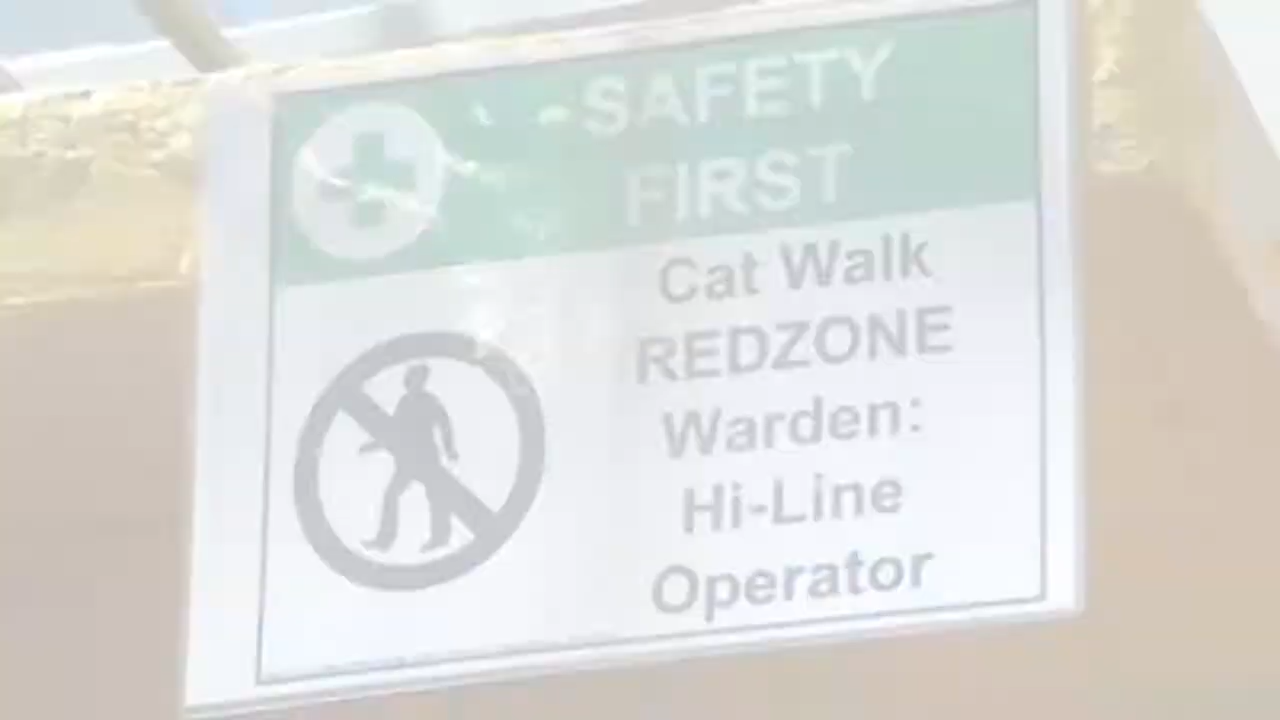 SAFETY
FIRST
Cat Walk
REDZONE
Warden:
Hi-Line
Operator